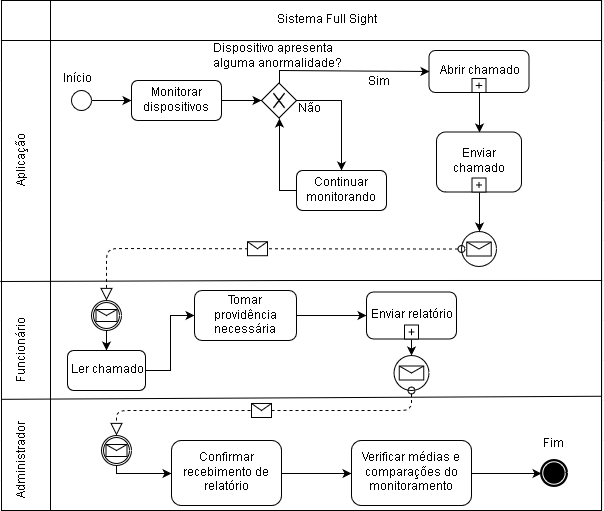 Sistema Full Sight
Aplicação
Início
Monitorar
dispositivos
Dispositivo apresenta
alguma anormalidade?
Sim
Não
Continuar
monitorando
Abrir chamado
Enviar
chamado
Funcionário
Ler chamado
Tomar
providência
necessária
Enviar relatório
Administrador
Confirmar
recebimento de
relatório
Verificar médias e
comparações do
monitoramento
Fim